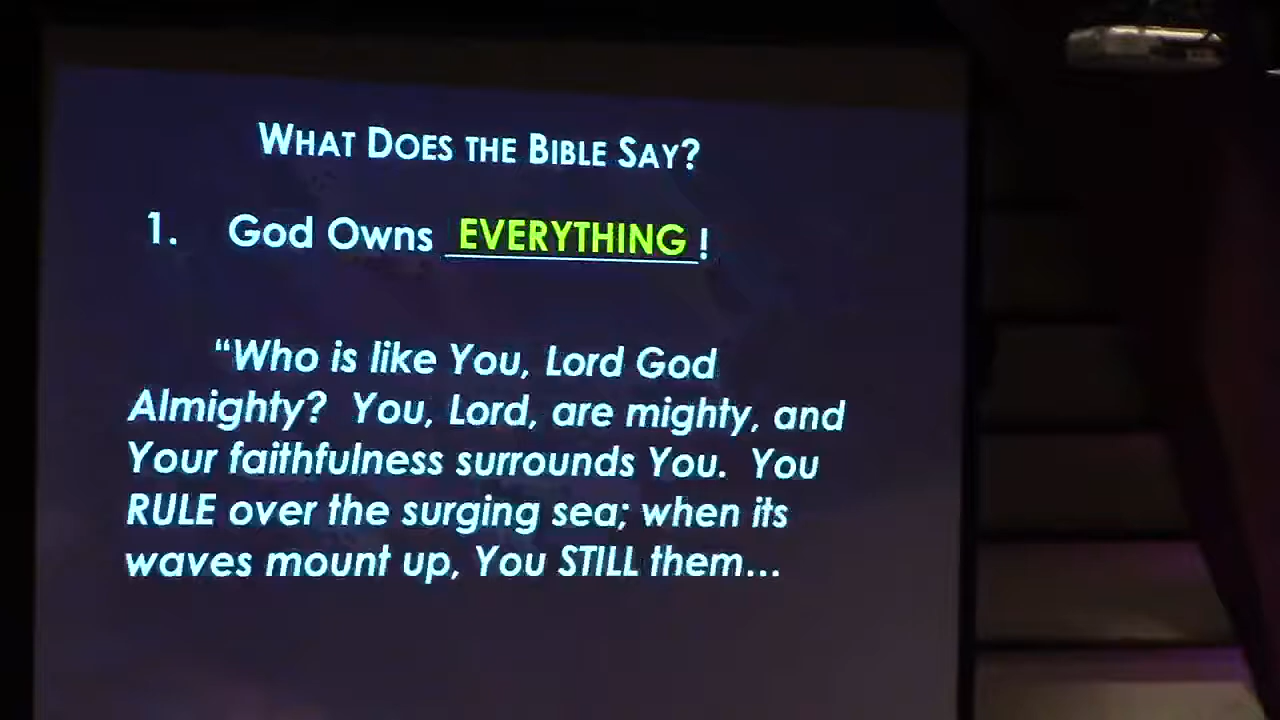 WHAT DOES THE BIBLE SAY?
1. God Owns EVERYTHING!
“Who is like You, Lord God
Almighty? You, Lord, are mighty, and
Your faithfulness surrounds You. You
RULE over the surging sea; when its
waves mount up, You STILL them...